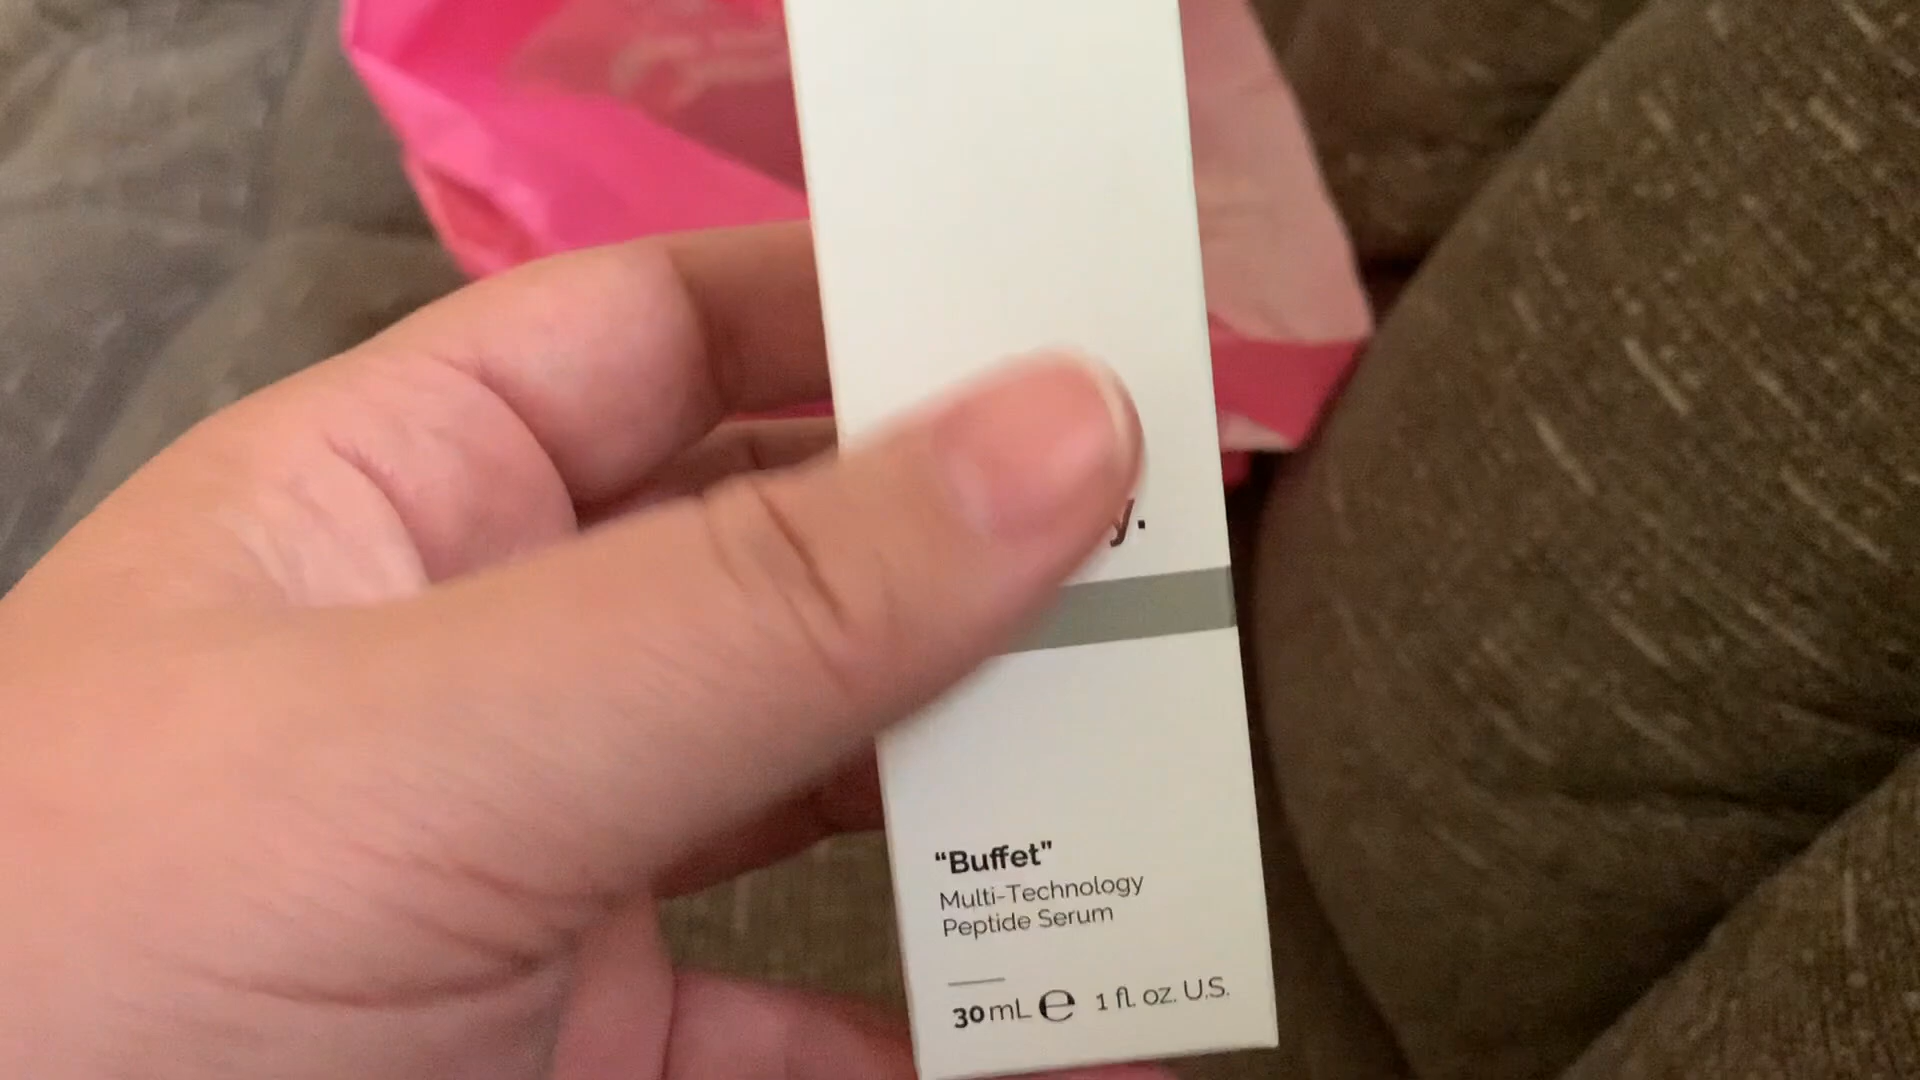 y.
“Buffet”
Multi-Technology
Peptide Serum
30 mL ℮ 1 fl. oz. U.S.